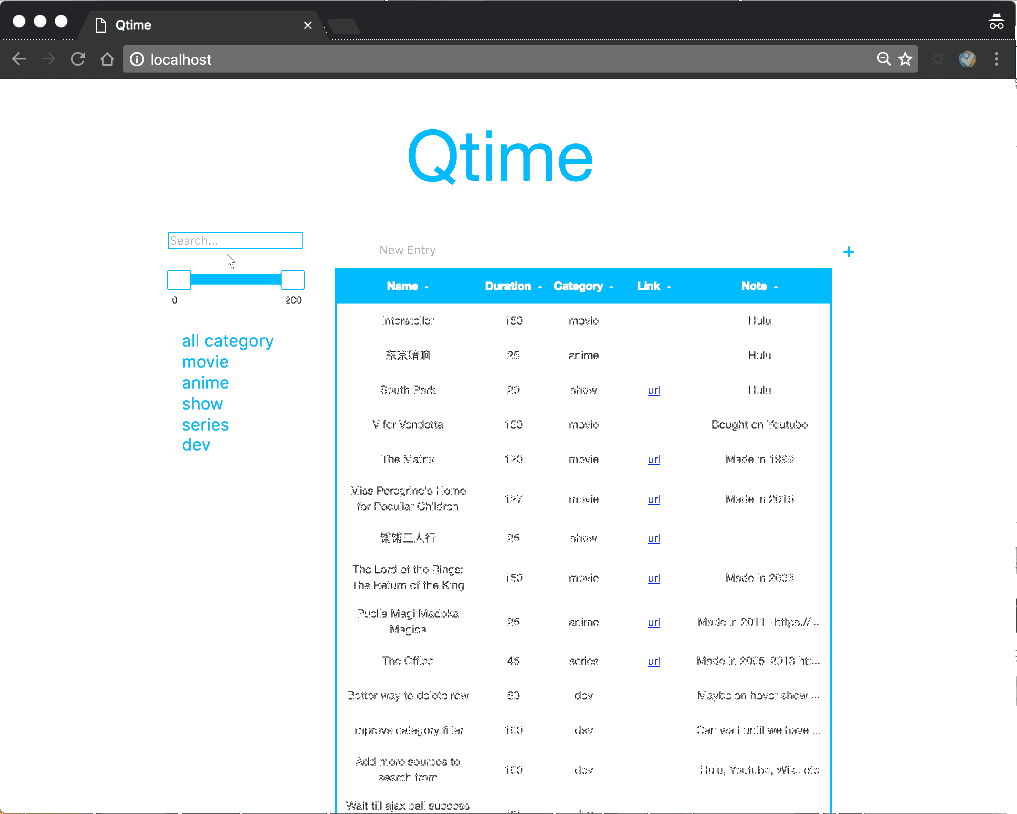 Qtime
localhost
Qtime
Search...
0 200
all category
movie
anime
show
series
dev
New Entry +
Name Duration Category Link Note
Interstellar 150 movie Hulu
25 anime Hulu
South Park 20 show url Hulu
V for Vendetta 150 movie Bought on Youtube
The Matrix 120 movie url Made in 1999
Miss Peregrine's Home
for Peculiar Children
127 movie url Made in 2016
锵锵三人行 25 show url
The Lord of the Rings:
The Return of the King
150 movie url Made in 2003
Puella Magi Madoka
Magica
25 anime url Made in 2011 - https://...
The Office 45 series url Made in 2005-2013 htt...
Better way to delete row 60 dev Maybe on hover show ...
Improve category filter 100 dev Can wait until we have ...
Add more sources to
search from
100 dev Hulu, Youtube, Wiki, etc
Wait till ajax call success